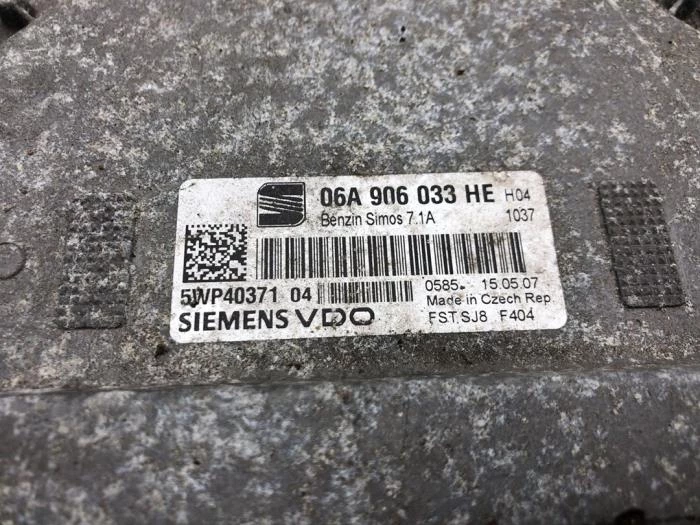 06A 906 033 HE H04
Benzin Simos 7.1A 1037
5WP40371 04 0585 15.05.07
Made in Czech Rep.
SIEMENS VDO FST.SJ8 F404